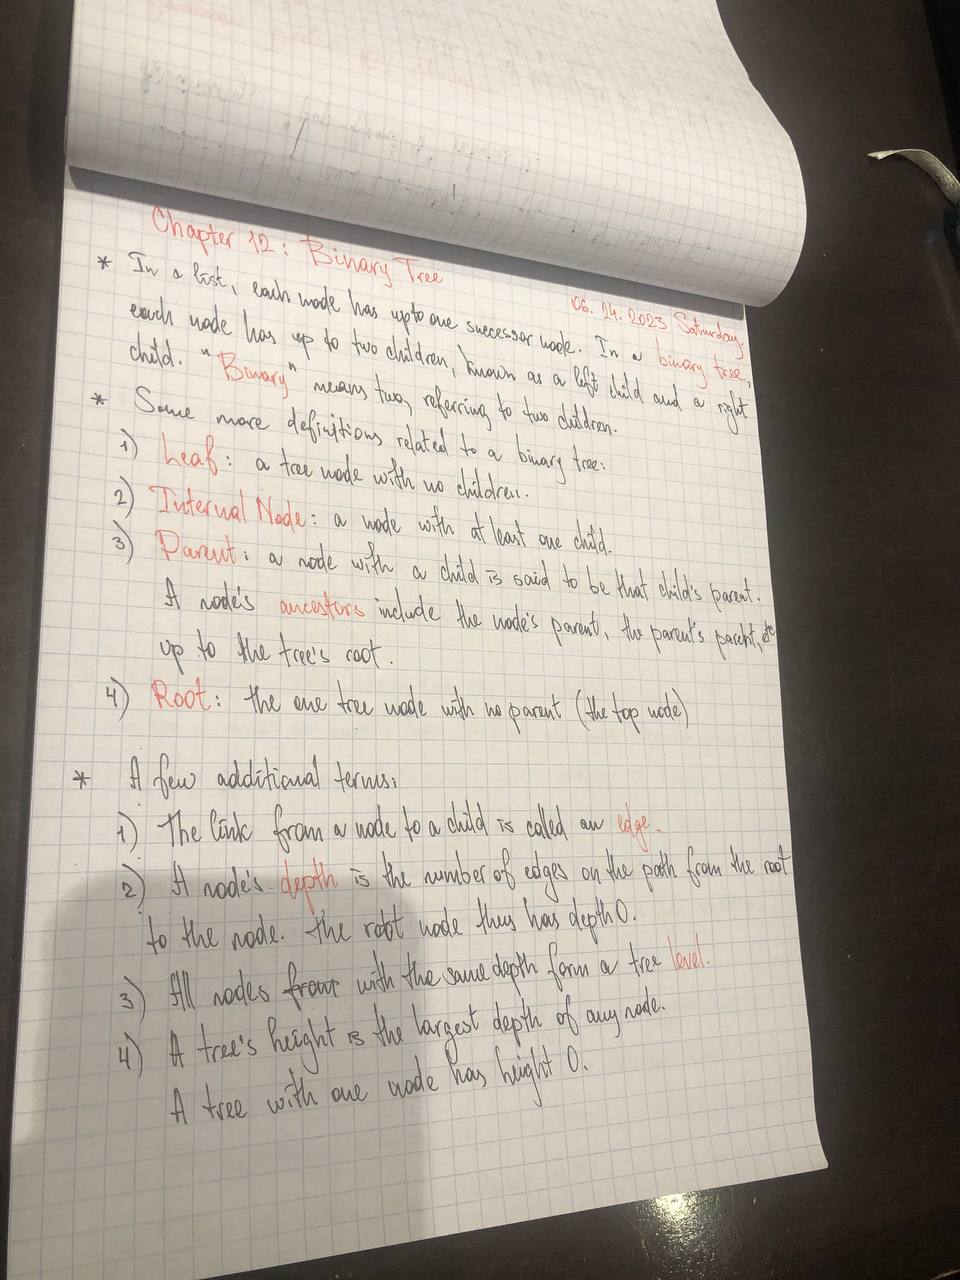 Chapter 12: Binary Tree
06. 24. 2023 Saturday.
* In a list, each node has upto one successor node. In a binary tree,
each node has up to two children, known as a left child and a right
child. "Binary" means two, referring to two children.
* Some more definitions related to a binary tree:
1) Leaf: a tree node with no children.
2) Internal Node: a node with at least one child.
3) Parent: a node with a child is said to be that child's parent.
A node's ancestors include the node's parent, the parent's parent, etc
up to the tree's root.
4) Root: the one tree node with no parent (the top node)
* A few additional terms:
1) The link from a node to a child is called an edge.
2) A node's depth is the number of edges on the path from the root
to the node. The root node thus has depth 0.
3) All nodes from with the same depth form a tree level.
4) A tree's height is the largest depth of any node.
A tree with one node has height 0.